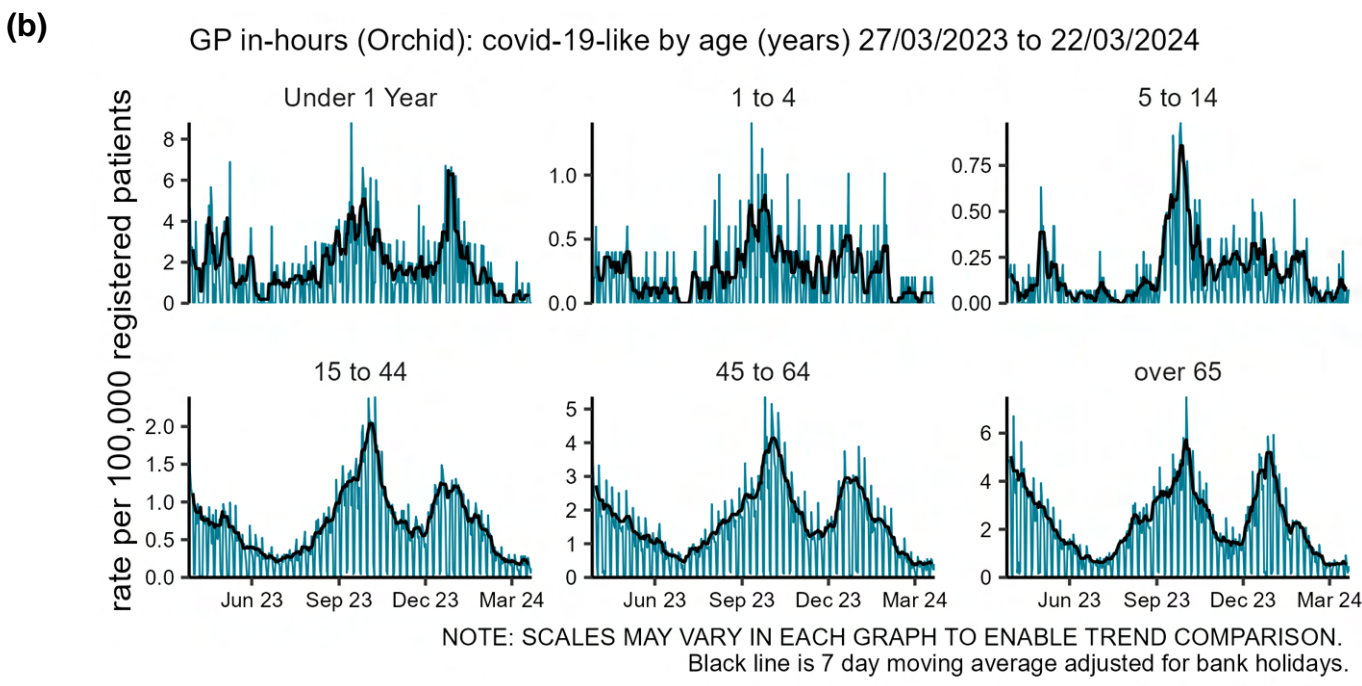 (b)
GP in-hours (Orchid): covid-19-like by age (years) 27/03/2023 to 22/03/2024
rate per 100,000 registered patients
Under 1 Year
8
6
4
2
0
1 to 4
1.0
0.5
0.0
5 to 14
0.75
0.50
0.25
0.00
15 to 44
2.0
1.5
1.0
0.5
0.0
Jun 23 Sep 23 Dec 23 Mar 24
45 to 64
5
4
3
2
1
0
Jun 23 Sep 23 Dec 23 Mar 24
over 65
6
4
2
0
Jun 23 Sep 23 Dec 23 Mar 24
NOTE: SCALES MAY VARY IN EACH GRAPH TO ENABLE TREND COMPARISON.
Black line is 7 day moving average adjusted for bank holidays.